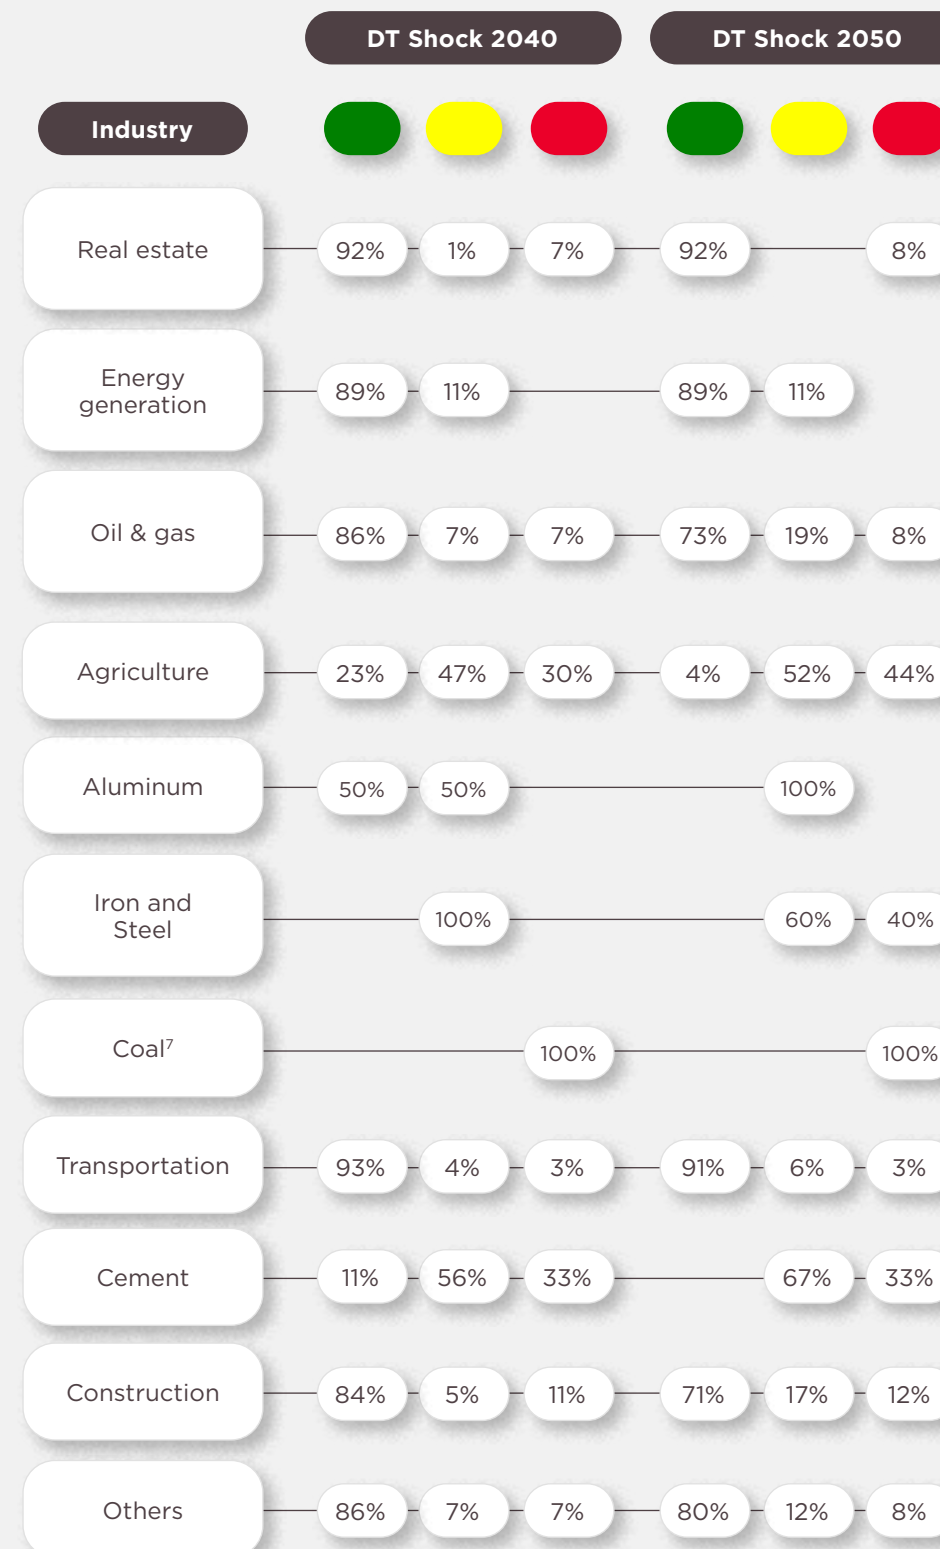 DT Shock 2040 DT Shock 2050
Industry
Real estate 92% 1% 7% 92% 8%
Energy
generation 89% 11% 89% 11%
Oil & gas 86% 7% 7% 73% 19% 8%
Agriculture 23% 47% 30% 4% 52% 44%
Aluminum 50% 50% 100%
Iron and
Steel 100% 60% 40%
Coal7 100% 100%
Transportation 93% 4% 3% 91% 6% 3%
Cement 11% 56% 33% 67% 33%
Construction 84% 5% 11% 71% 17% 12%
Others 86% 7% 7% 80% 12% 8%